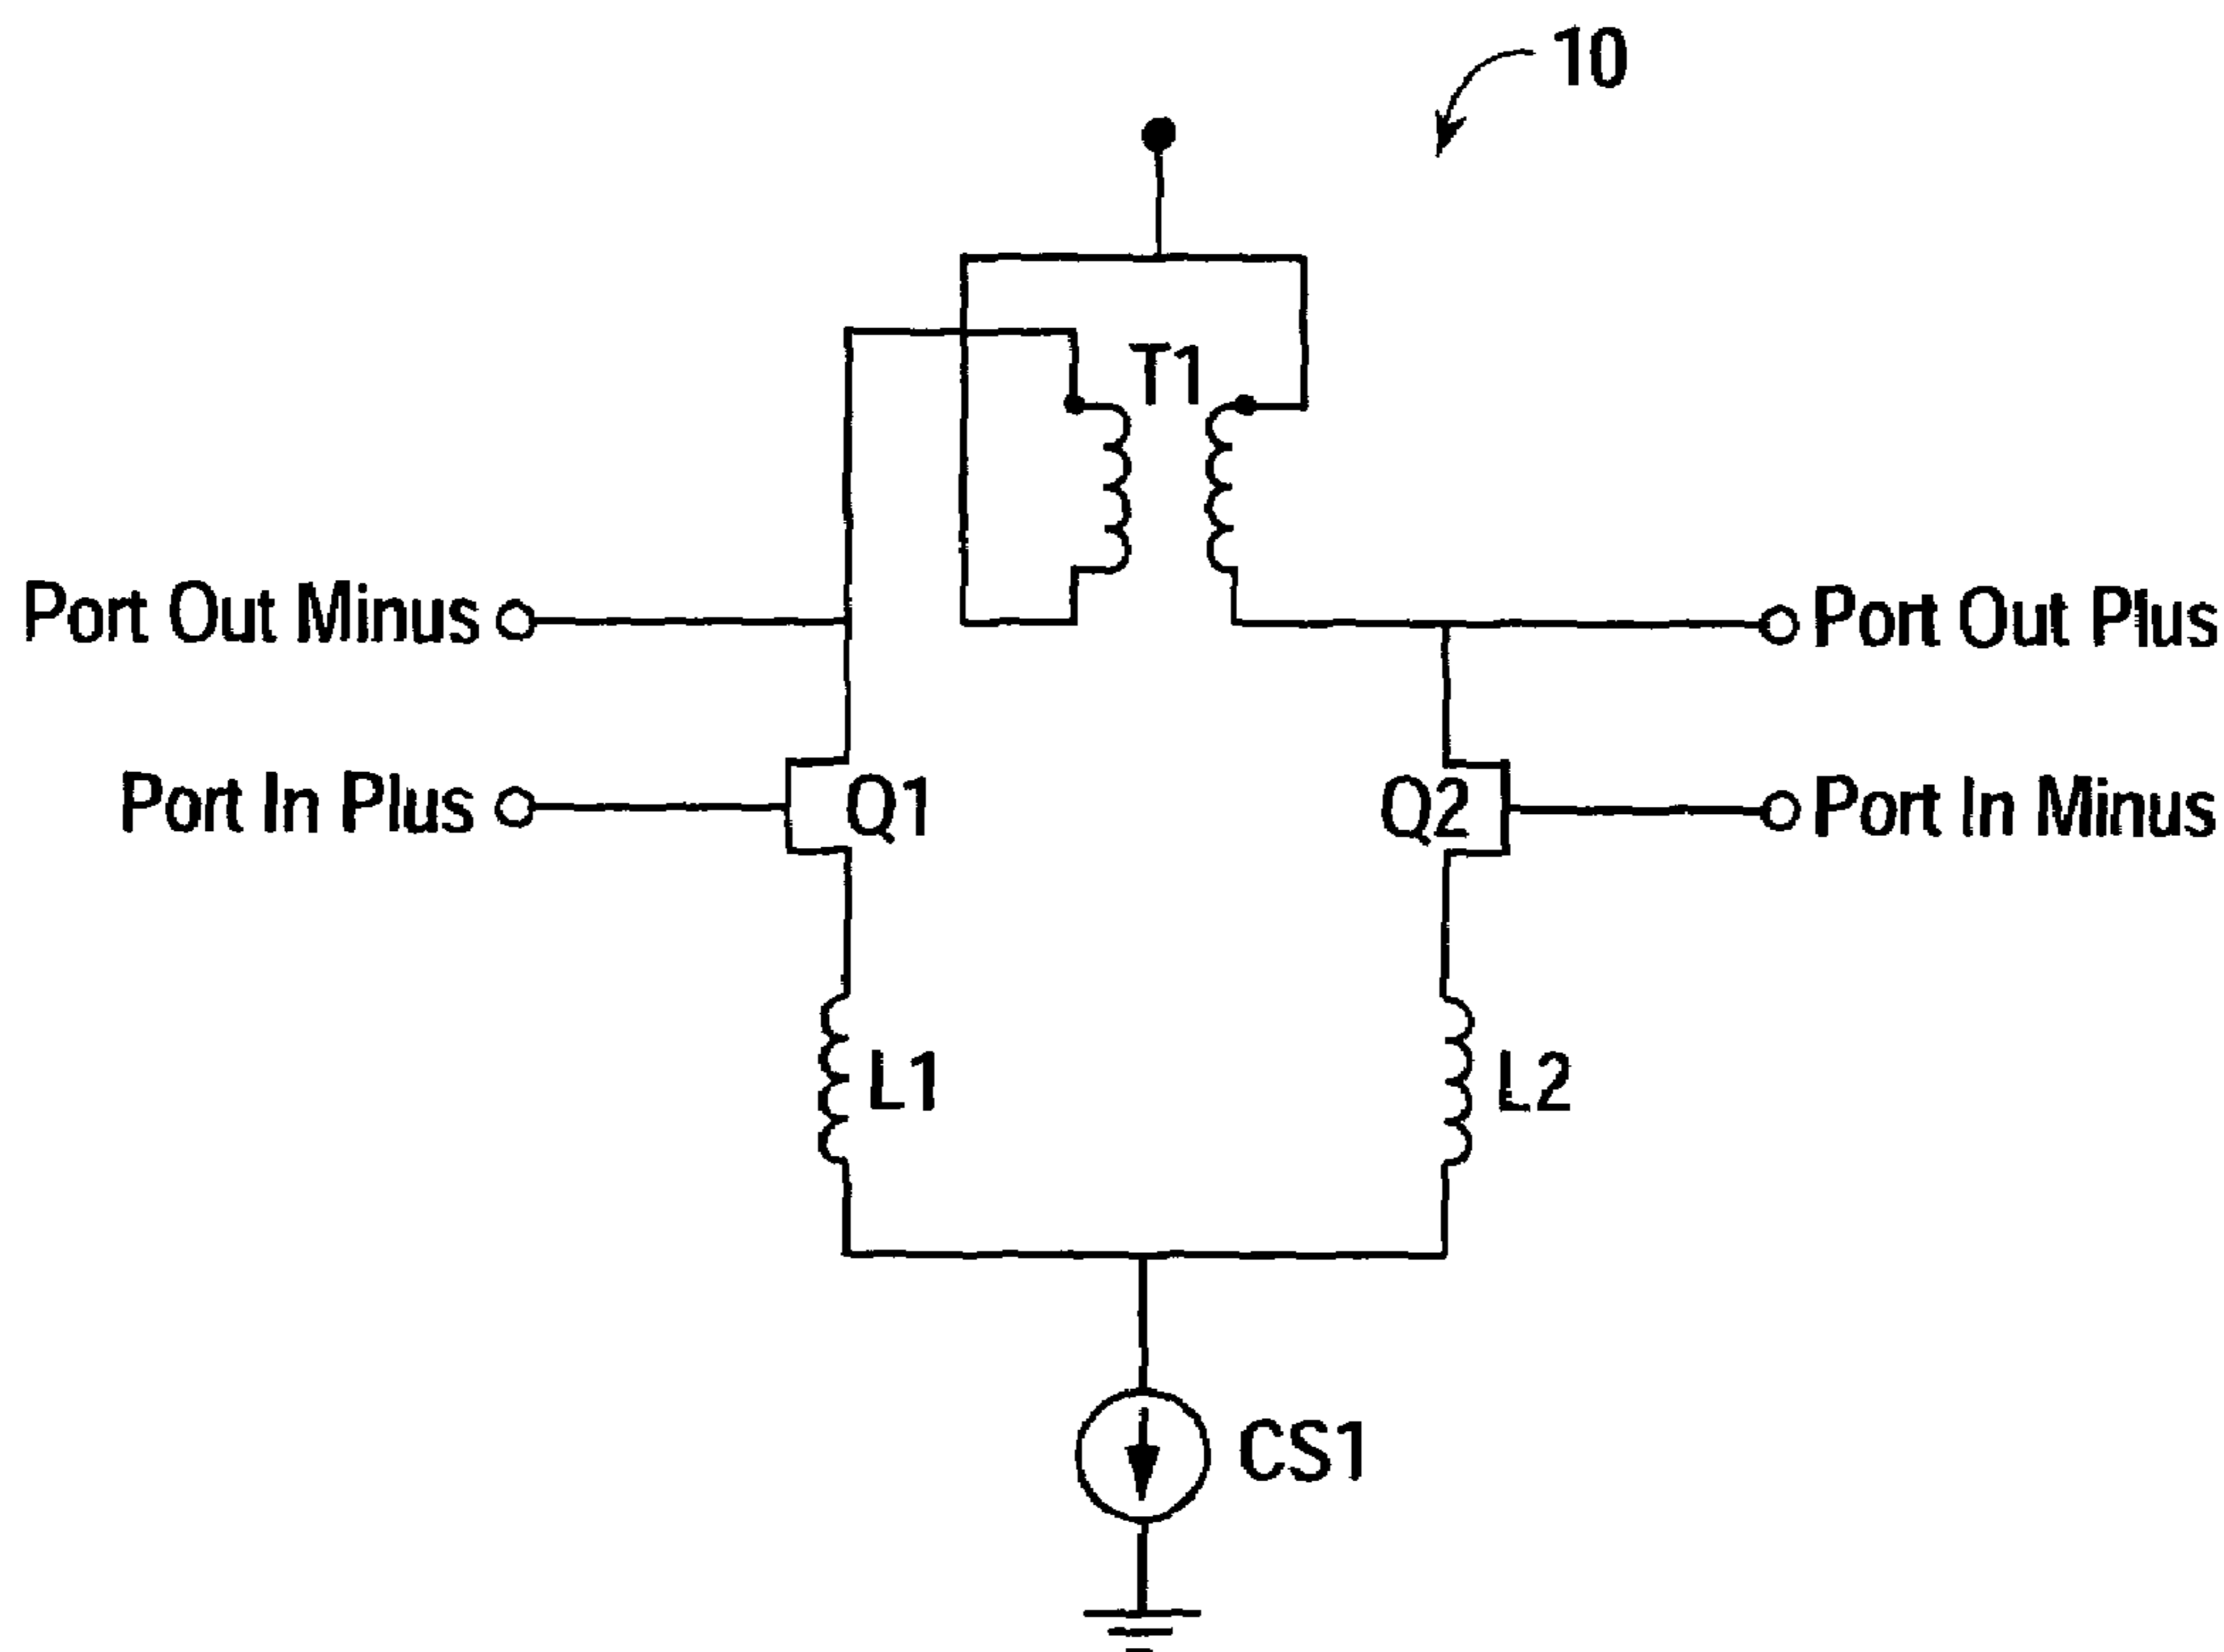 10
T1
Port Out Minus
Port Out Plus
Port In Plus
Q1
Q2
Port In Minus
L1
L2
CS1